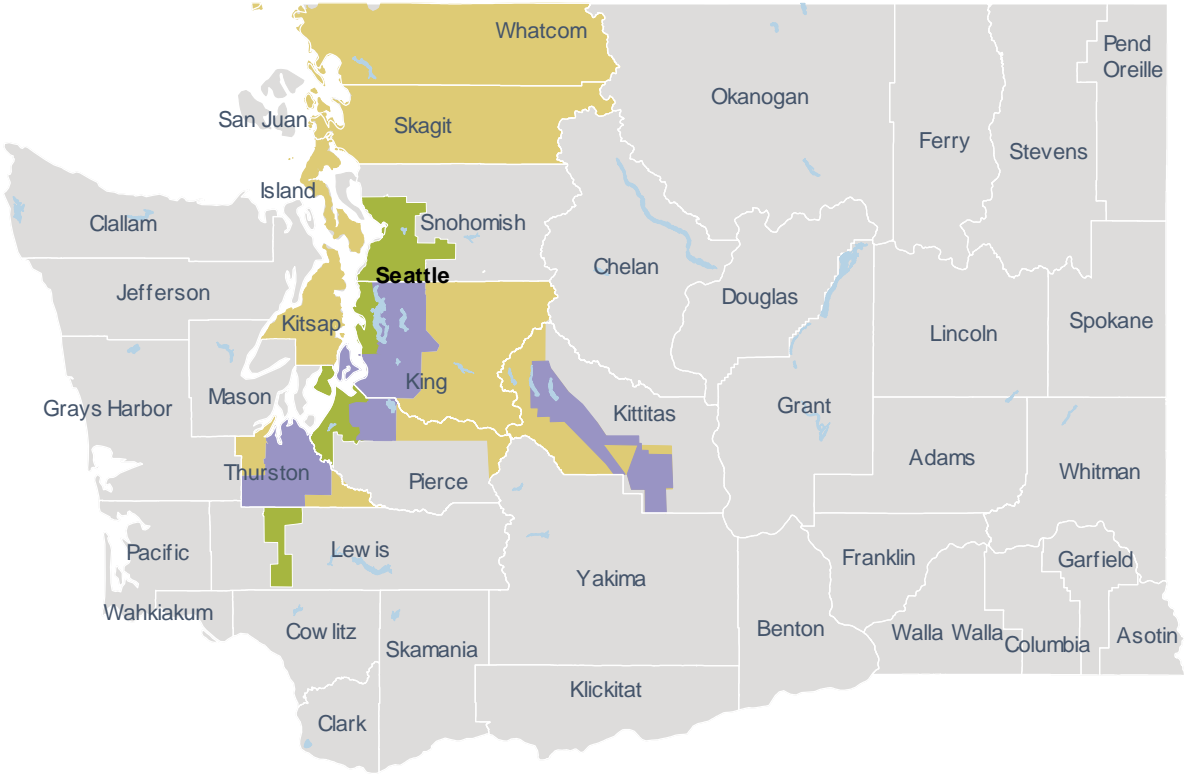 Whatcom
Pend
Oreille
Okanogan
San Juan
Skagit
Ferry
Stevens
Island
Clallam
Snohomish
Chelan
Seattle
Jefferson
Douglas
Kitsap
Lincoln
Spokane
King
Mason
Grays Harbor
Kittitas
Grant
Adams
Thurston
Pierce
Whitman
Pacific
Lew is
Franklin
Garfield
Yakima
Wahkiakum
Cow litz
Benton
Walla Walla
Columbia
Asotin
Skamania
Klickitat
Clark